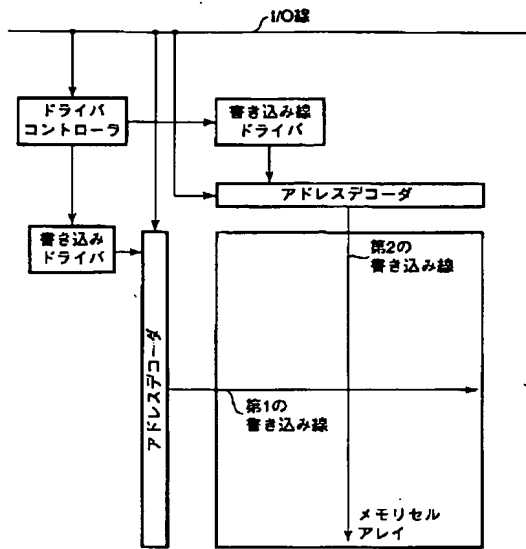 I/O線
ドライバ
コントローラ
書き込み線
ドライバ
アドレスデコーダ
書き込み
ドライバ
アドレスデコーダ
第2の
書き込み線
第1の
書き込み線
メモリセル
アレイ